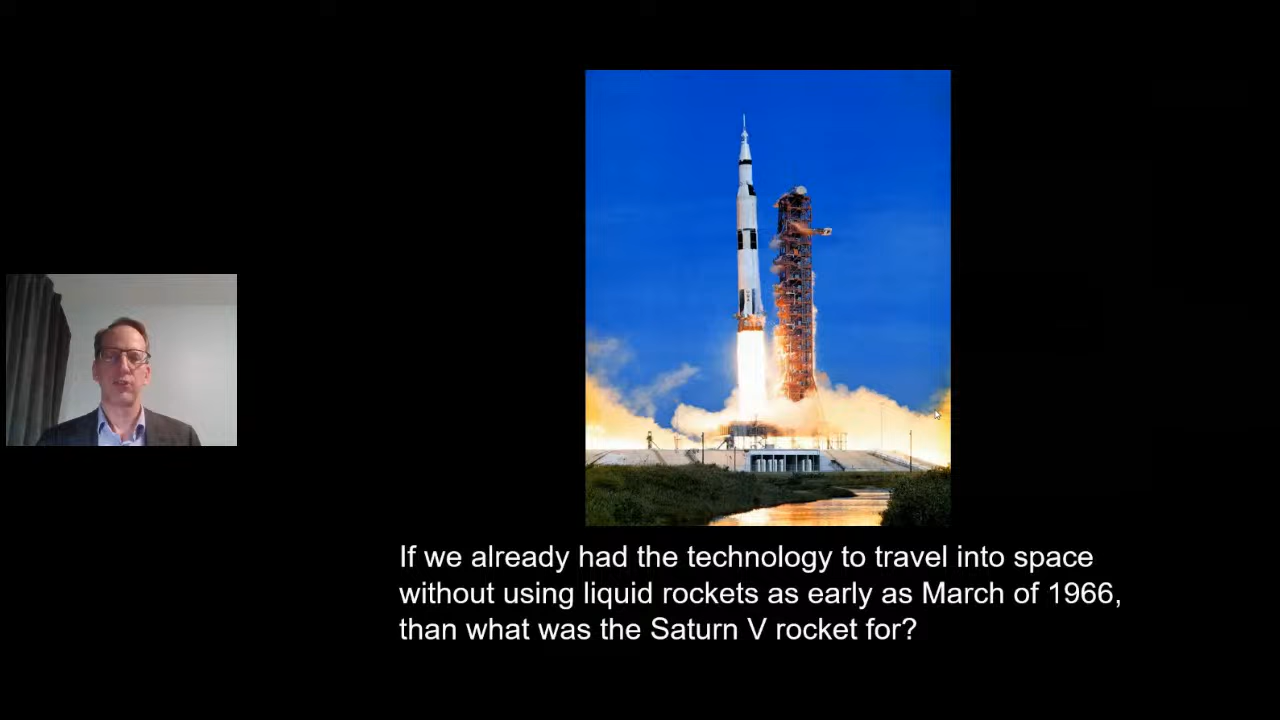 If we already had the technology to travel into space
without using liquid rockets as early as March of 1966,
than what was the Saturn V rocket for?